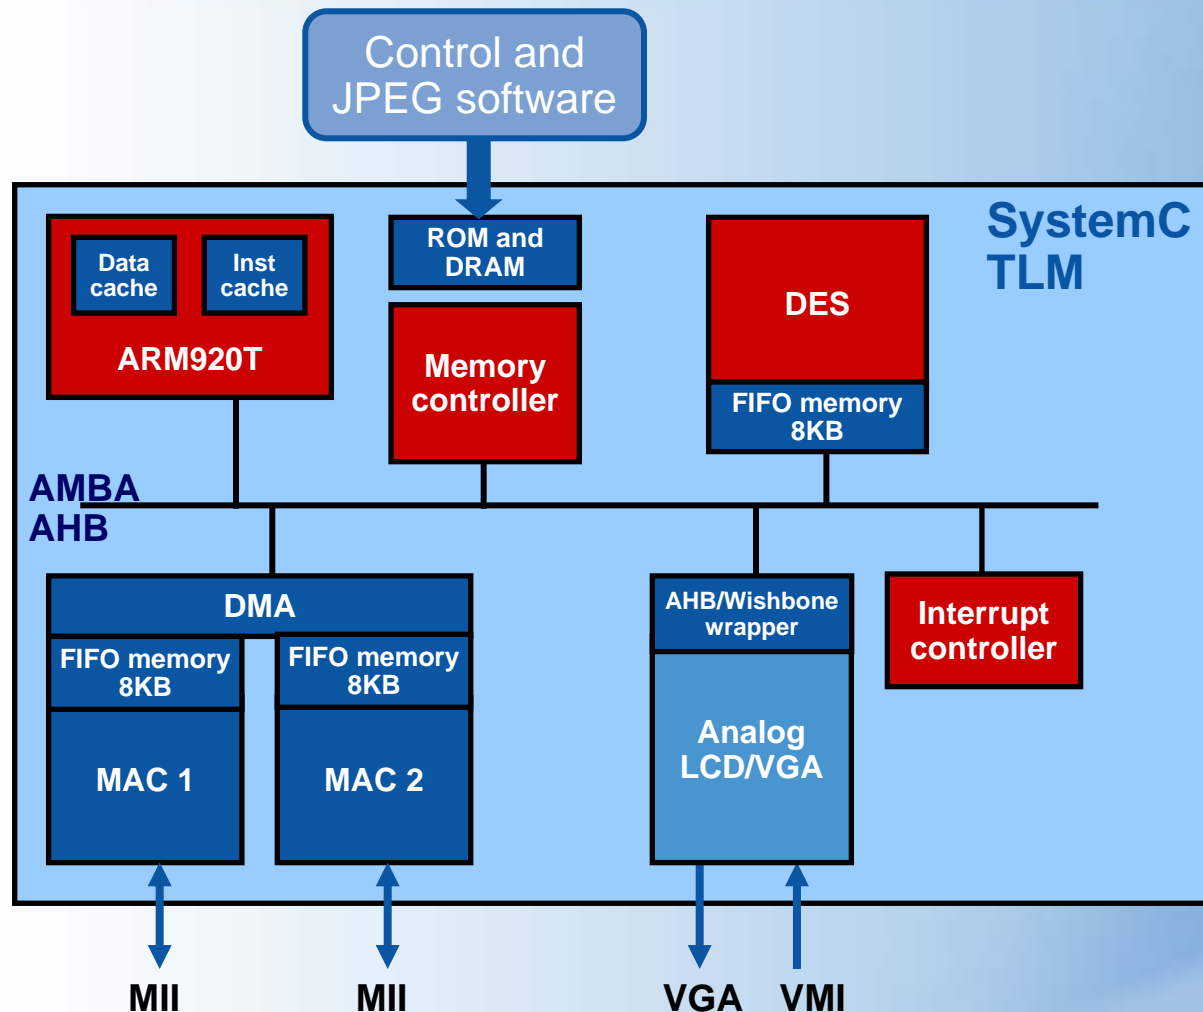 Control and
JPEG software
SystemC
TLM
Data
cache
Inst
cache
ARM920T
ROM and
DRAM
Memory
controller
DES
FIFO memory
8KB
AMBA
AHB
DMA
FIFO memory
8KB
MAC 1
FIFO memory
8KB
MAC 2
AHB/Wishbone
wrapper
Analog
LCD/VGA
Interrupt
controller
MII
MII
VGA
VMI